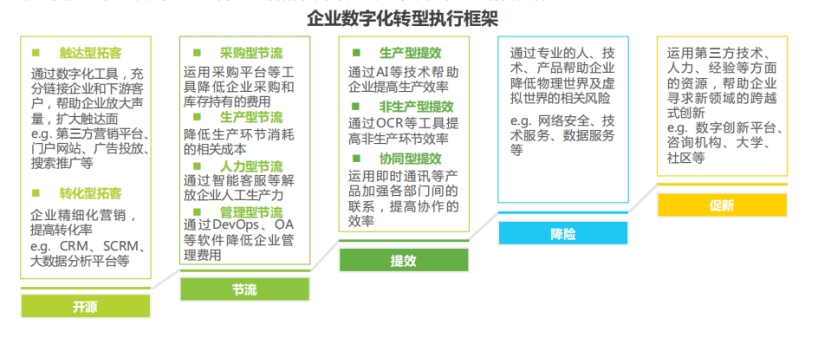 企业数字化转型执行框架
■ 触达型拓客
通过数字化工具，充
分链接企业和下游客
户，帮助企业放大声
量，扩大触达面
e.g. 第三方营销平台、
门户网站、广告投放、
搜索推广等
■ 转化型拓客
企业精细化营销，
提高转化率
e.g. CRM、SCRM、
大数据分析平台等
开源
■ 采购型节流
运用采购平台等工
具降低企业采购和
库存持有的费用
■ 生产型节流
降低生产环节消耗
的相关成本
■ 人力型节流
通过智能客服等解
放企业人工生产力
■ 管理型节流
通过DevOps、OA
等软件降低企业管
理费用
节流
■ 生产型提效
通过AI等技术帮助
企业提高生产效率
■ 非生产型提效
通过OCR等工具提
高非生产环节效率
■ 协同型提效
运用即时通讯等产
品加强各部门间的
联系，提高协作的
效率
提效
通过专业的人、技
术、产品帮助企业
降低物理世界及虚
拟世界的相关风险
e.g. 网络安全、技
术服务、数据服务
等
降险
运用第三方技术、
人力、经验等方面
的资源，帮助企业
寻求新领域的跨越
式创新
e.g. 数字创新平台、
咨询机构、大学、
社区等
促新